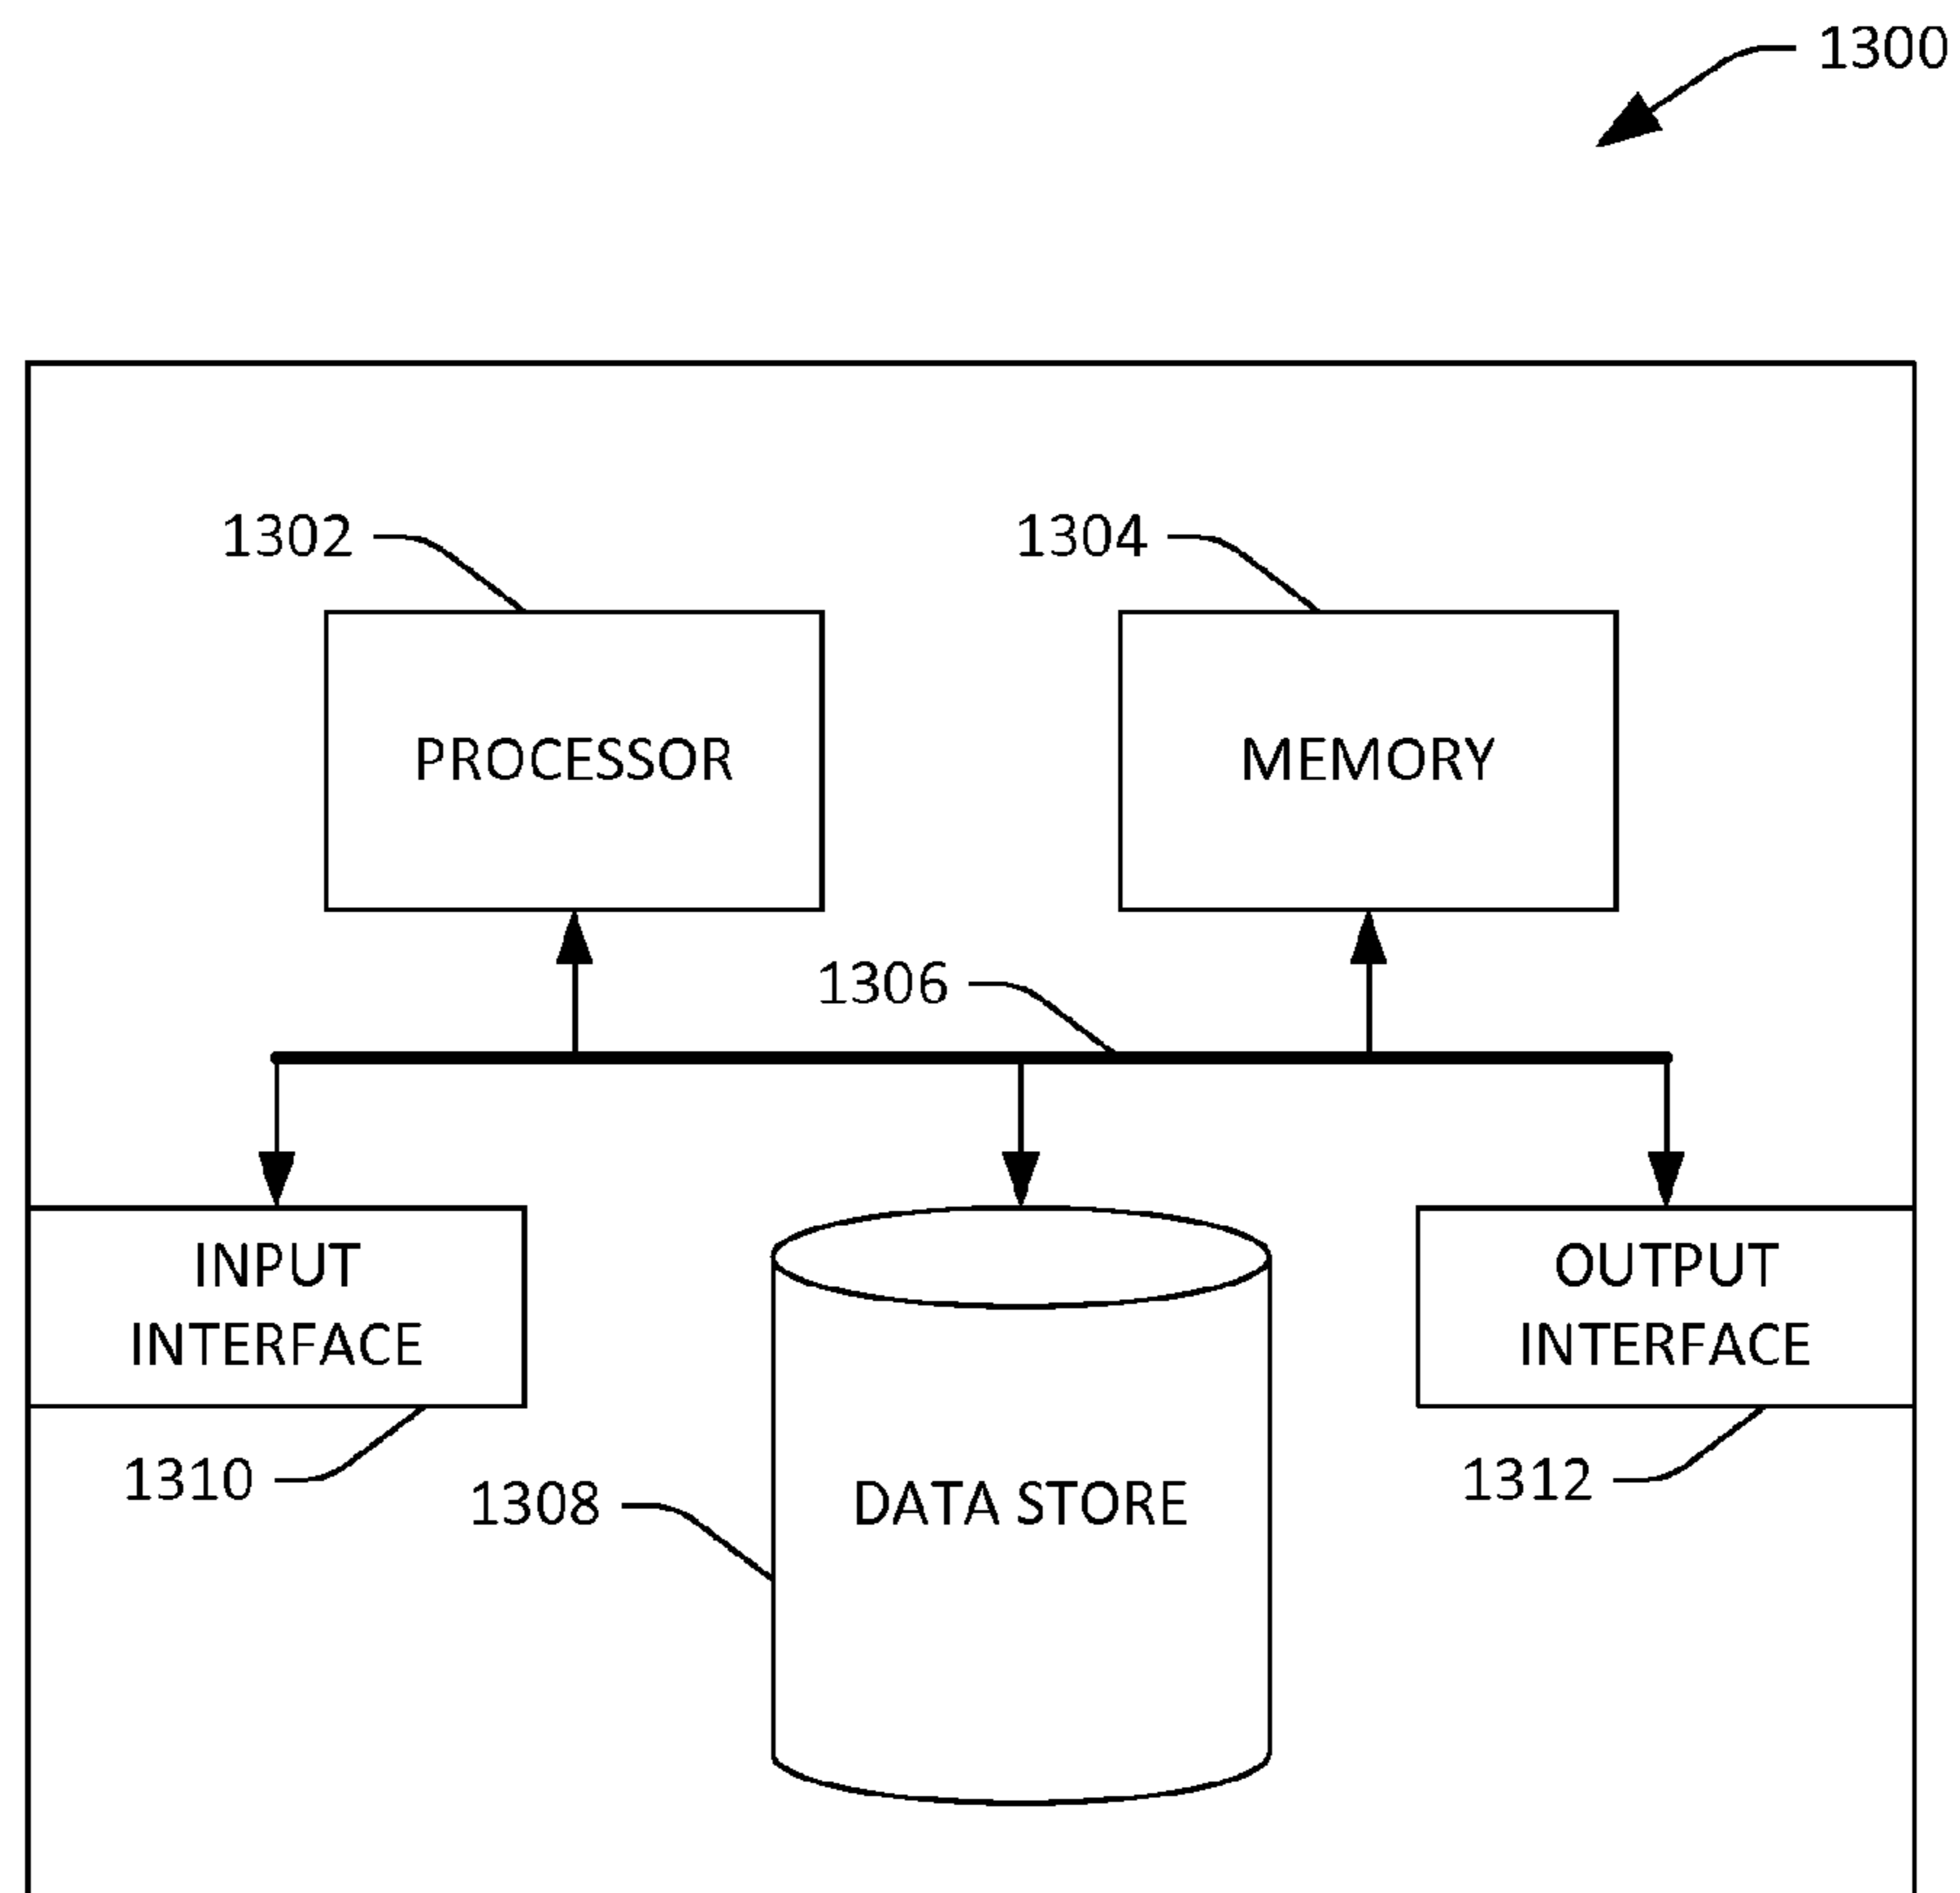 1300
1302
1304
PROCESSOR
MEMORY
1306
INPUT
INTERFACE
OUTPUT
INTERFACE
1310
1308
DATA STORE
1312